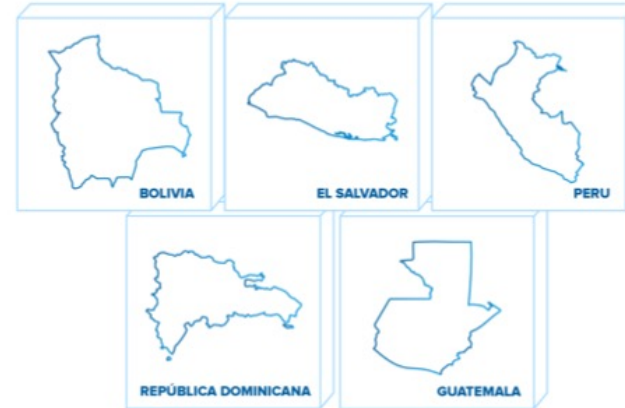 BOLIVIA
EL SALVADOR
PERU
REPÚBLICA DOMINICANA
GUATEMALA